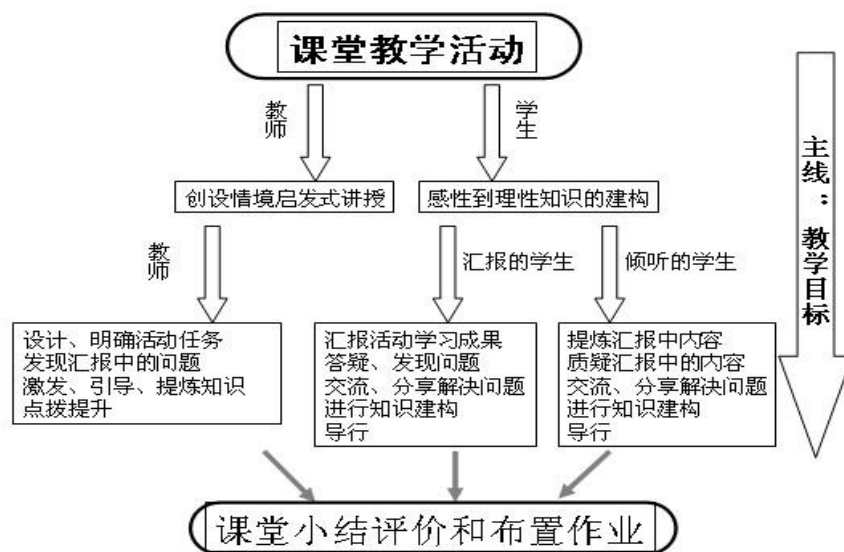 课堂教学活动
教师
学生
创设情境启发式讲授
感性到理性知识的建构
教师
汇报的学生
倾听的学生
设计、明确活动任务
发现汇报中的问题
激发、引导、提炼知识
点拨提升
汇报活动学习成果
答疑、发现问题
交流、分享解决问题
进行知识建构
导行
提炼汇报中内容
质疑汇报中的内容
交流、分享解决问题
进行知识建构
导行
课堂小结评价和布置作业
主线：教学目标